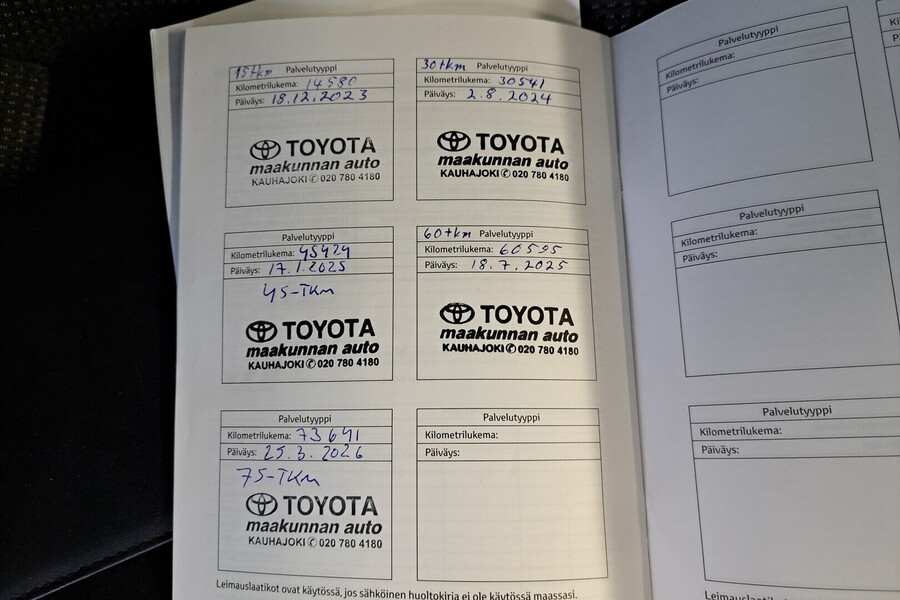 15tkm Palvelutyyppi
Kilometrilukema: 14580
Päiväys: 18.12.2023
TOYOTA
maakunnan auto
KAUHAJOKI ✆ 020 780 4180
30tkm Palvelutyyppi
Kilometrilukema: 30541
Päiväys: 2.8.2024
TOYOTA
maakunnan auto
KAUHAJOKI ✆ 020 780 4180
Palvelutyyppi
Kilometrilukema: 45429
Päiväys: 17.1.2025
45-TKm
TOYOTA
maakunnan auto
KAUHAJOKI ✆ 020 780 4180
60tkm Palvelutyyppi
Kilometrilukema: 60595
Päiväys: 18.7.2025
TOYOTA
maakunnan auto
KAUHAJOKI ✆ 020 780 4180
Palvelutyyppi
Kilometrilukema: 73641
Päiväys: 25.3.2026
75-TKm
TOYOTA
maakunnan auto
KAUHAJOKI ✆ 020 780 4180
Palvelutyyppi
Kilometrilukema:
Päiväys:
Leimauslaatikot ovat käytössä, jos sähköinen huoltokirja ei ole käytössä maassasi.
Palvelutyyppi
Kilometrilukema:
Päiväys:
Palvelutyyppi
Kilometrilukema:
Päiväys:
Palvelutyyppi
Kilometrilukema:
Päiväys: